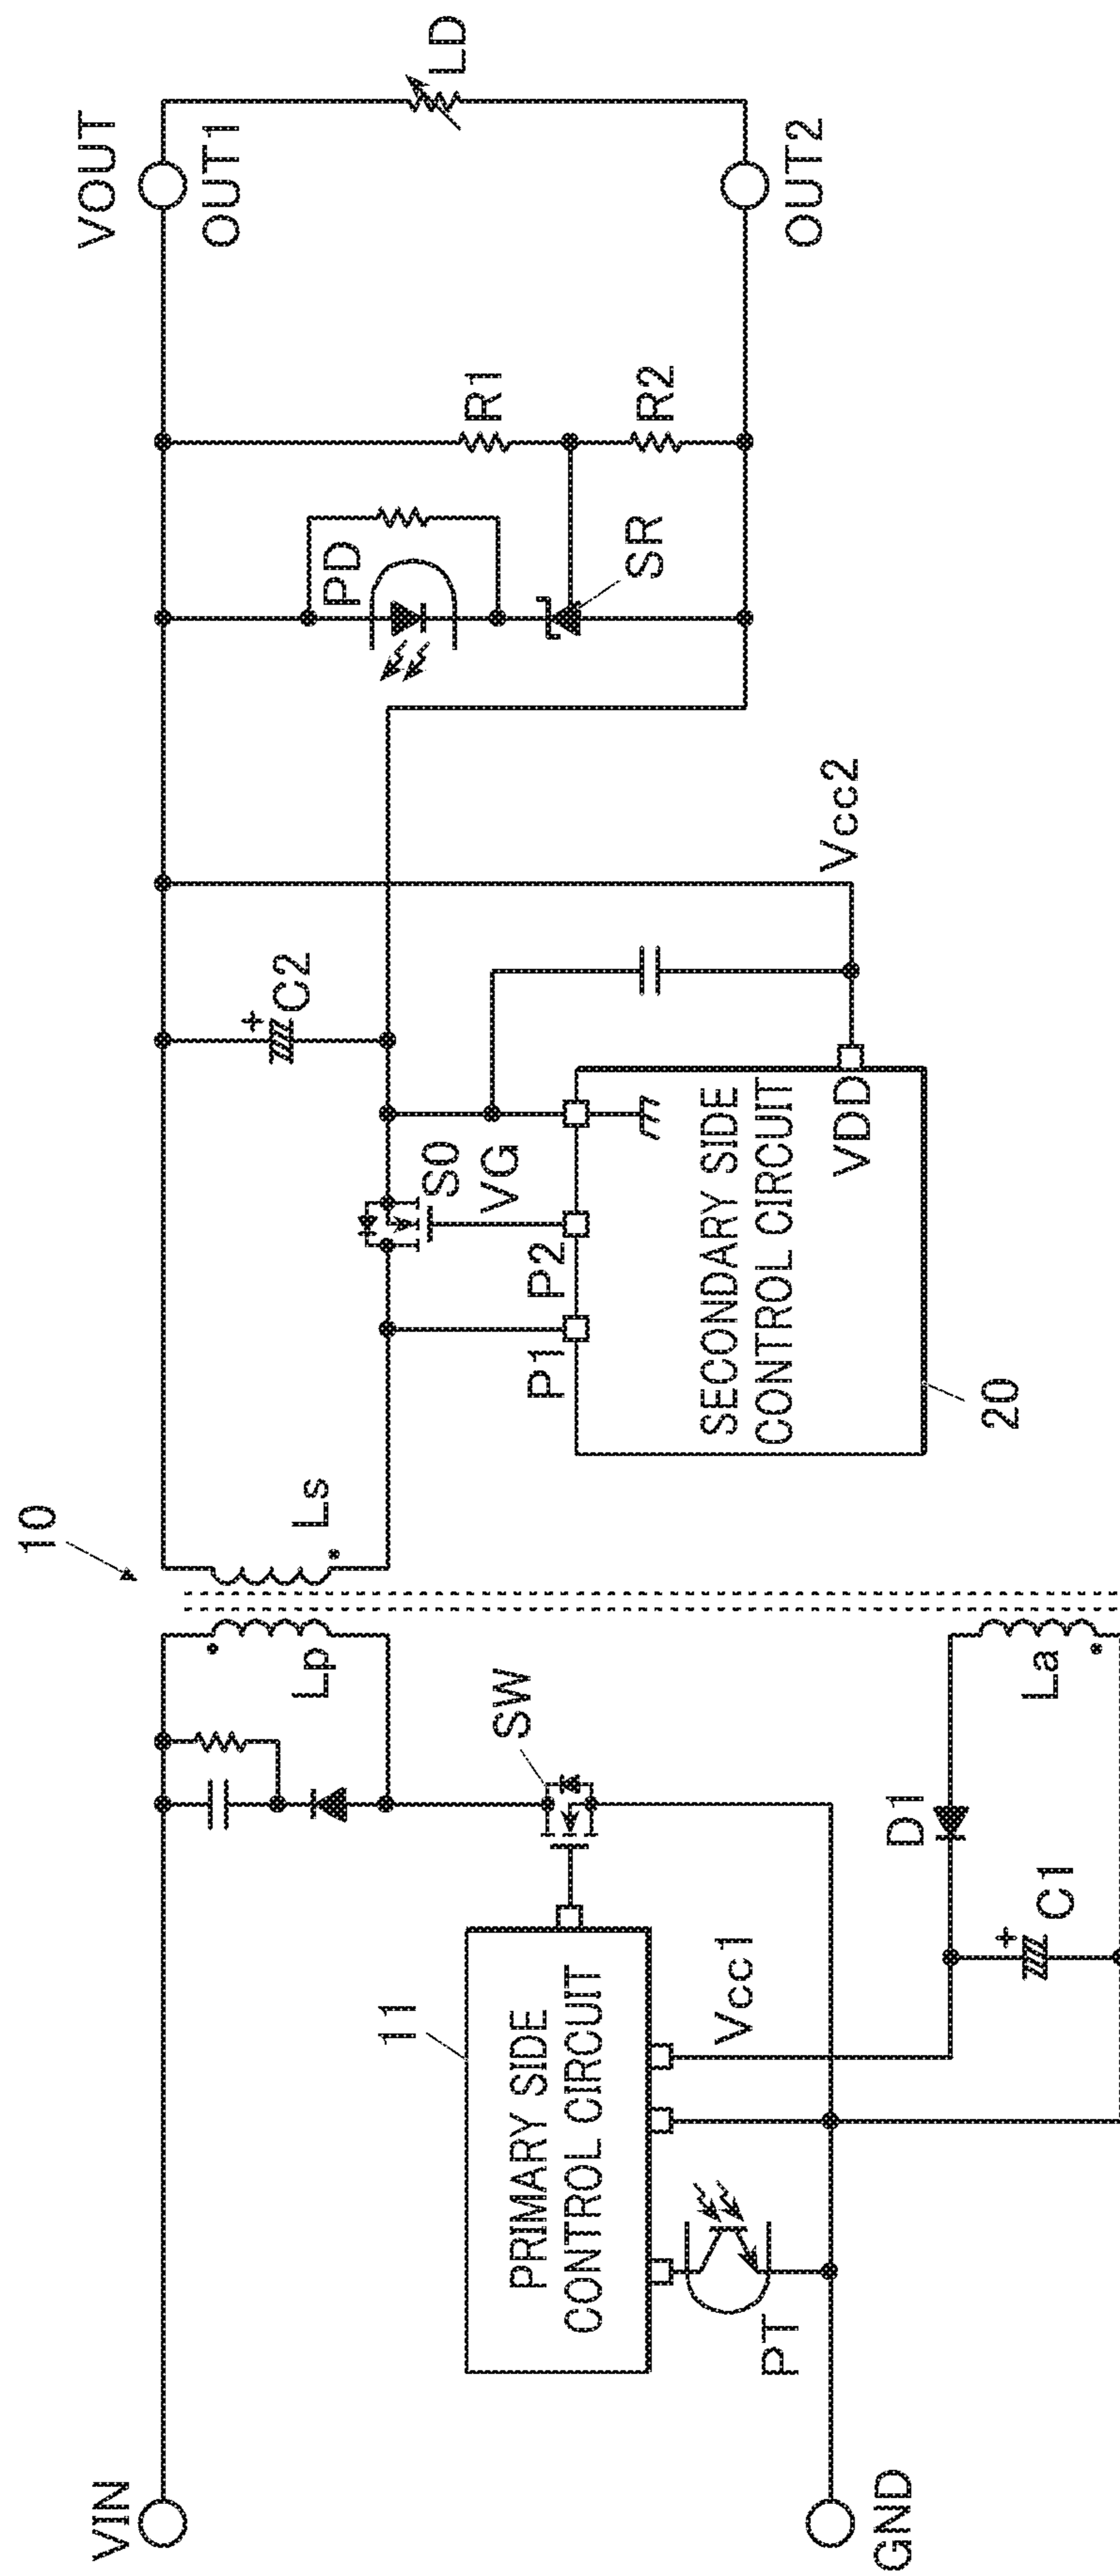 VIN
GND
10
Lp
Ls
SW
11
PRIMARY SIDE
CONTROL CIRCUIT
PT
Vcc1
D1
C1
+
La
P1
P2
S0
VG
SECONDARY SIDE
CONTROL CIRCUIT
VDD
20
+
C2
Vcc2
PD
SR
R1
R2
VOUT
OUT1
OUT2
LD